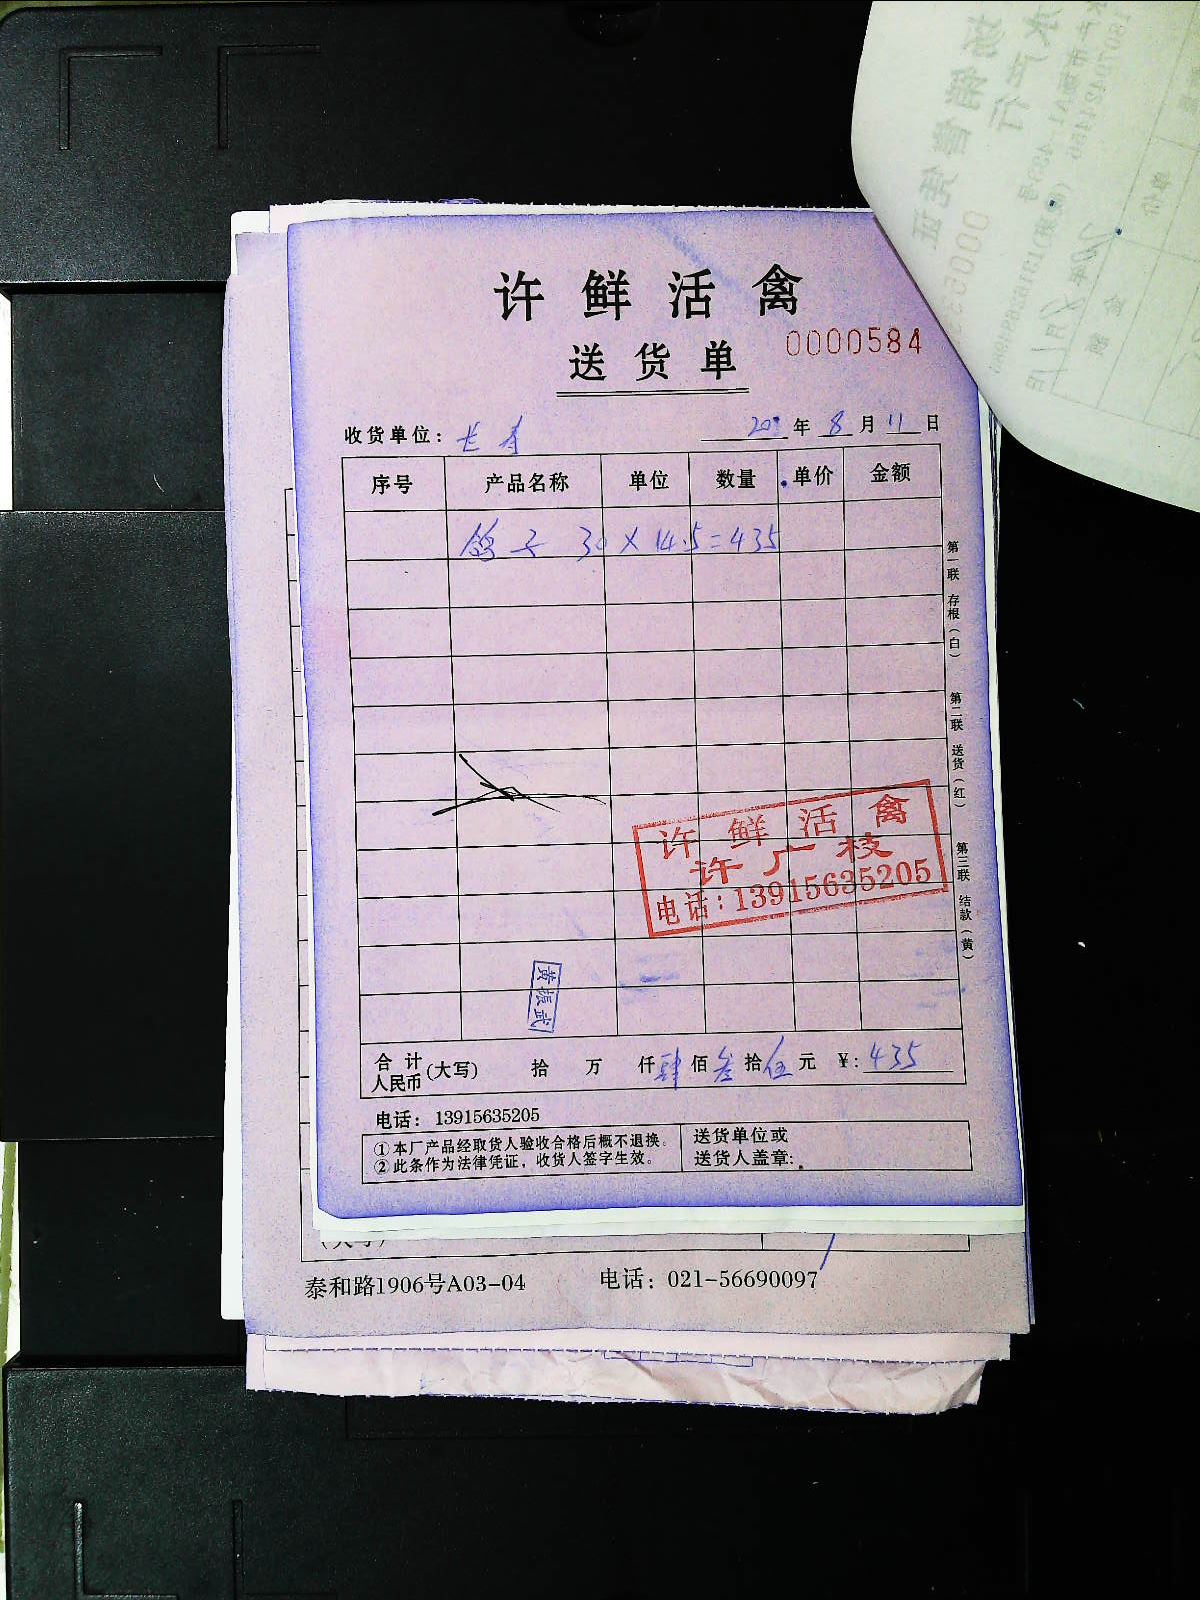 许鲜活禽
送货单
0000584
收货单位：长寿 20 年 8 月 11 日
序号 产品名称 单位 数量 单价 金额
鸽子 30 X 14.5=435
第一联 存根（白）
第二联 送货（红）
第三联 结款（黄）
许鲜活禽
许广枝
电话:13915635205
黄振武
合计人民币 (大写) 拾 万 仟 肆 佰 叁 拾 伍 元 ¥: 435
电话：13915635205
①本厂产品经取货人验收合格后概不退换。
②此条作为法律凭证，收货人签字生效。
送货单位或
送货人盖章:
泰和路1906号A03-04 电话：021-56690097